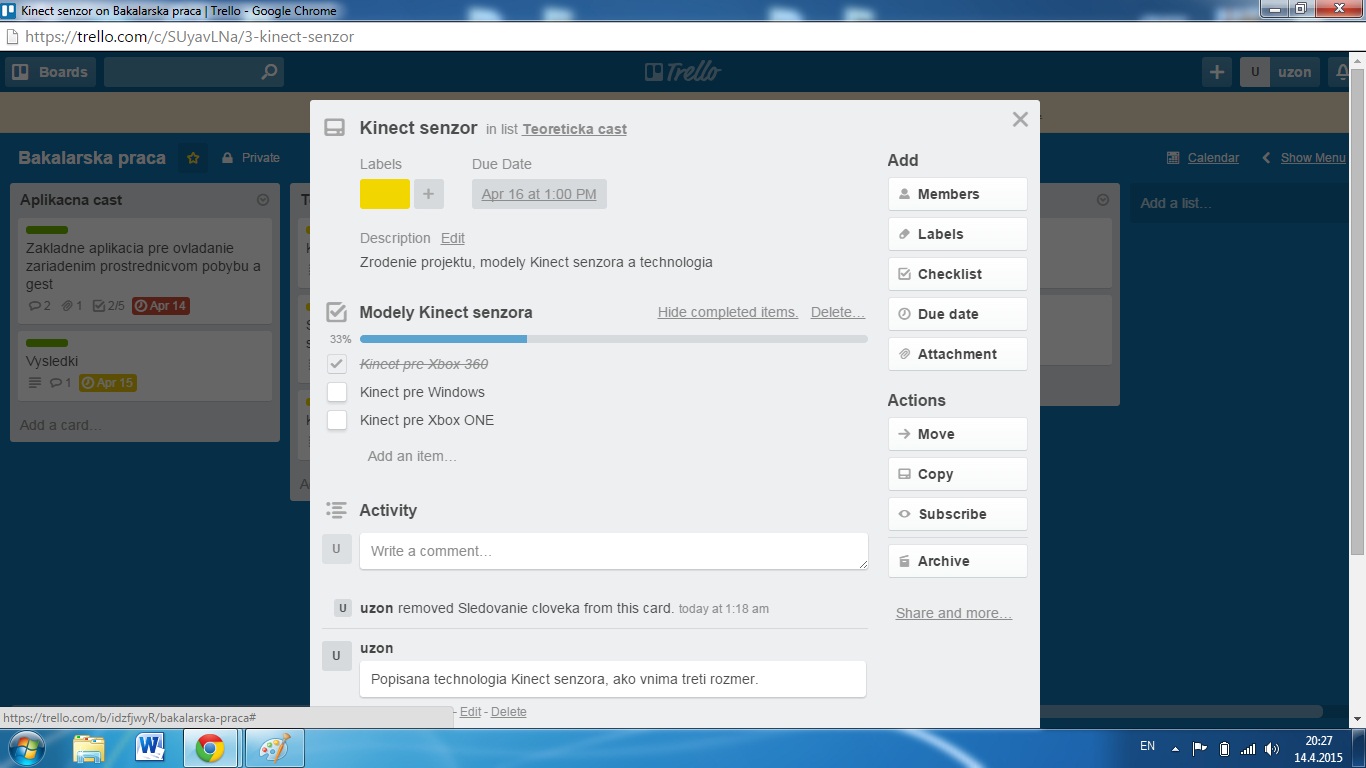 Kinect senzor on Bakalarska praca | Trello - Google Chrome
https://trello.com/c/SUyavLNa/3-kinect-senzor
Boards
Trello
U uzon
Bakalarska praca
Private
Calendar
Show Menu
Aplikacna cast
Zakladne aplikacia pre ovladanie
zariadenim prostrednicvom pobybu a
gest
2 1 2/5 Apr 14
Vysledki
1 Apr 15
Add a card…
Add a list…
Kinect senzor in list Teoreticka cast
Labels Due Date
+ Apr 16 at 1:00 PM
Description Edit
Zrodenie projektu, modely Kinect senzora a technologia
Modely Kinect senzora Hide completed items. Delete…
33%
Kinect pre Xbox 360
Kinect pre Windows
Kinect pre Xbox ONE
Add an item…
Activity
U Write a comment…
U uzon removed Sledovanie cloveka from this card. today at 1:18 am
U uzon
Popisana technologia Kinect senzora, ako vnima treti rozmer.
- Edit - Delete
Add
Members
Labels
Checklist
Due date
Attachment
Actions
Move
Copy
Subscribe
Archive
Share and more…
https://trello.com/b/idzfjwyR/bakalarska-praca#
EN
20:27
14.4.2015